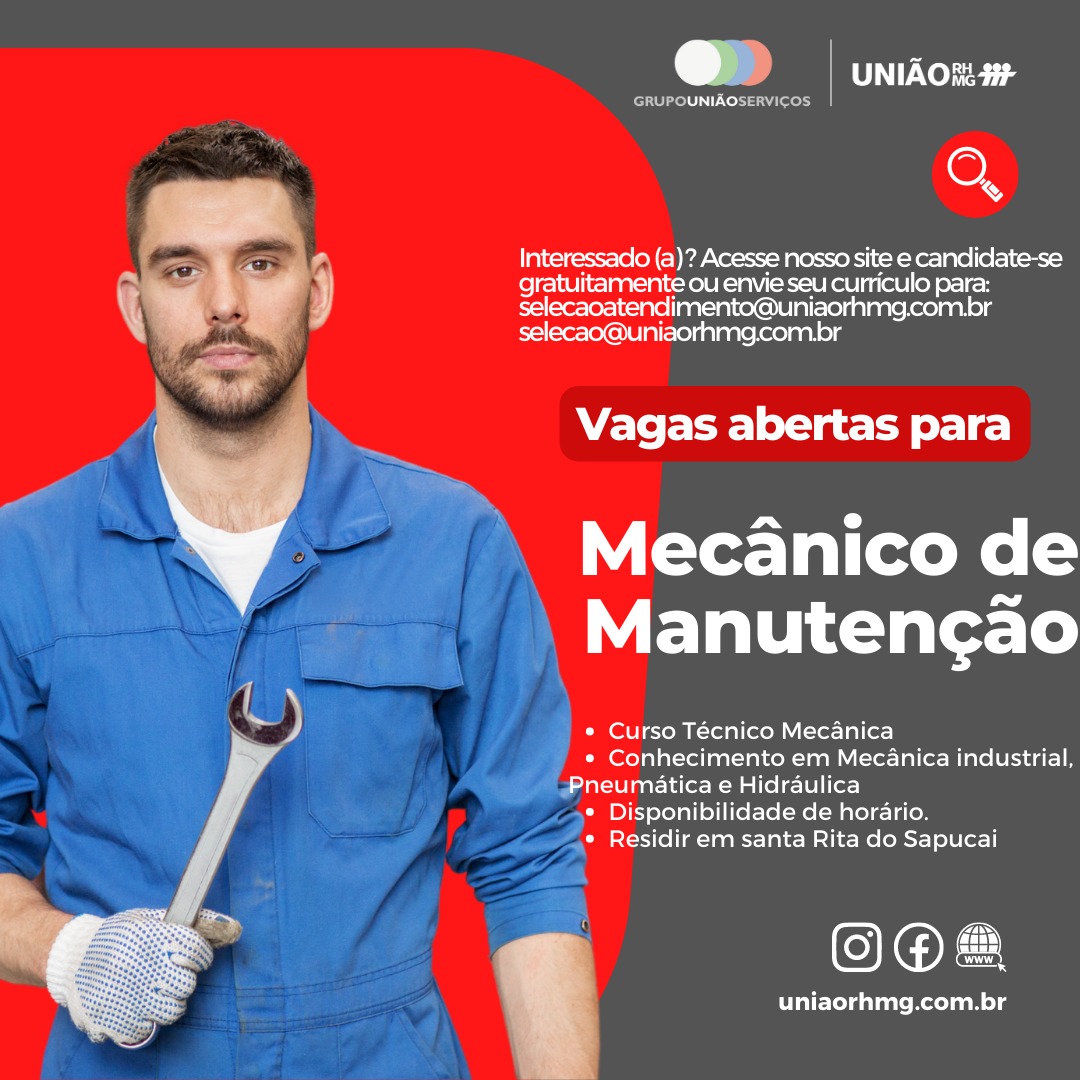 GRUPOUNIÃOSERVIÇOS
UNIÃO RH MG
Interessado (a)? Acesse nosso site e candidate-se
gratuitamente ou envie seu currículo para:
selecaoatendimento@uniaorhmg.com.br
selecao@uniaorhmg.com.br
Vagas abertas para
Mecânico de
Manutenção
• Curso Técnico Mecânica
• Conhecimento em Mecânica industrial,
Pneumática e Hidráulica
• Disponibilidade de horário.
• Residir em santa Rita do Sapucai
www
uniaorhmg.com.br